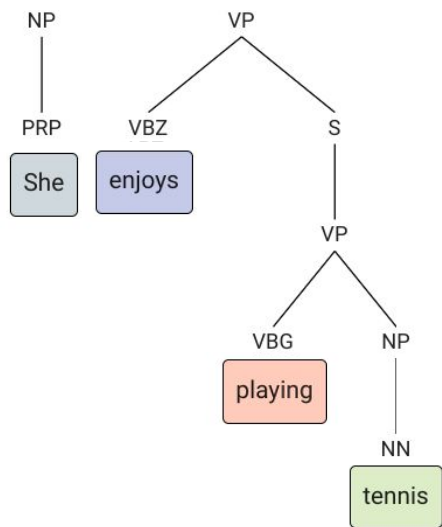 NP VP
PRP VBZ S
She enjoys
VP
VBG NP
playing
NN
tennis